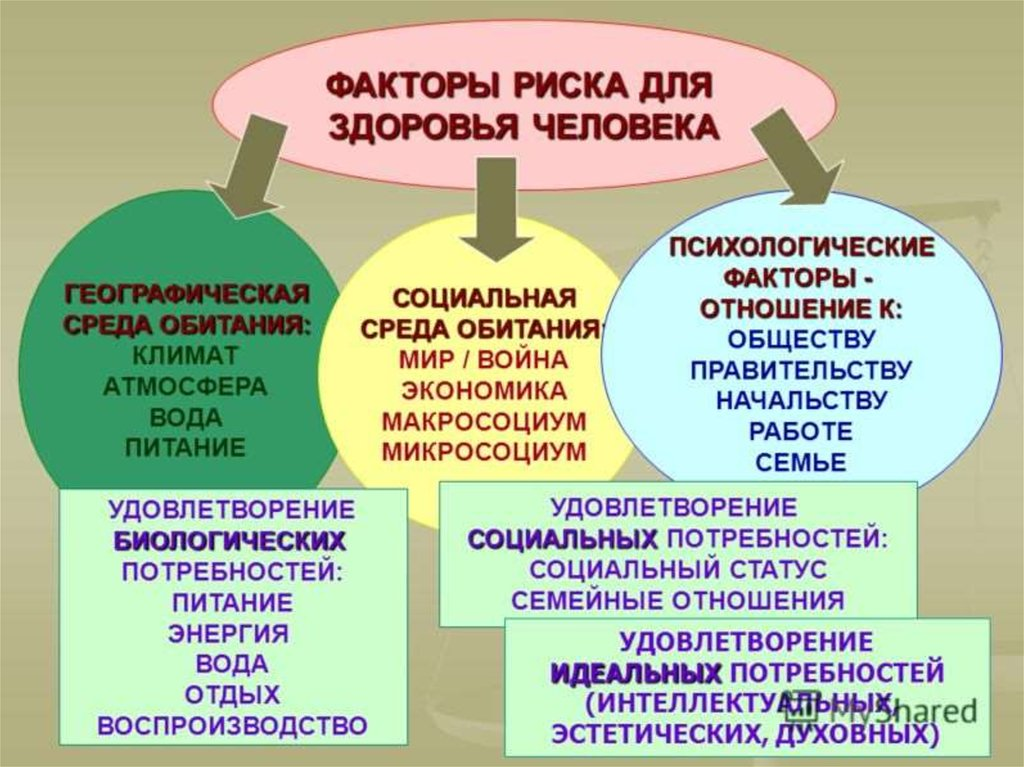 ФАКТОРЫ РИСКА ДЛЯ
ЗДОРОВЬЯ ЧЕЛОВЕКА
ГЕОГРАФИЧЕСКАЯ
СРЕДА ОБИТАНИЯ:
КЛИМАТ
АТМОСФЕРА
ВОДА
ПИТАНИЕ
СОЦИАЛЬНАЯ
СРЕДА ОБИТАНИЯ:
МИР / ВОЙНА
ЭКОНОМИКА
МАКРОСОЦИУМ
МИКРОСОЦИУМ
ПСИХОЛОГИЧЕСКИЕ
ФАКТОРЫ -
ОТНОШЕНИЕ К:
ОБЩЕСТВУ
ПРАВИТЕЛЬСТВУ
НАЧАЛЬСТВУ
РАБОТЕ
СЕМЬЕ
УДОВЛЕТВОРЕНИЕ
БИОЛОГИЧЕСКИХ
ПОТРЕБНОСТЕЙ:
ПИТАНИЕ
ЭНЕРГИЯ
ВОДА
ОТДЫХ
ВОСПРОИЗВОДСТВО
УДОВЛЕТВОРЕНИЕ
СОЦИАЛЬНЫХ ПОТРЕБНОСТЕЙ:
СОЦИАЛЬНЫЙ СТАТУС
СЕМЕЙНЫЕ ОТНОШЕНИЯ
УДОВЛЕТВОРЕНИЕ
ИДЕАЛЬНЫХ ПОТРЕБНОСТЕЙ
(ИНТЕЛЛЕКТУАЛЬНЫХ,
ЭСТЕТИЧЕСКИХ, ДУХОВНЫХ)
MyShared